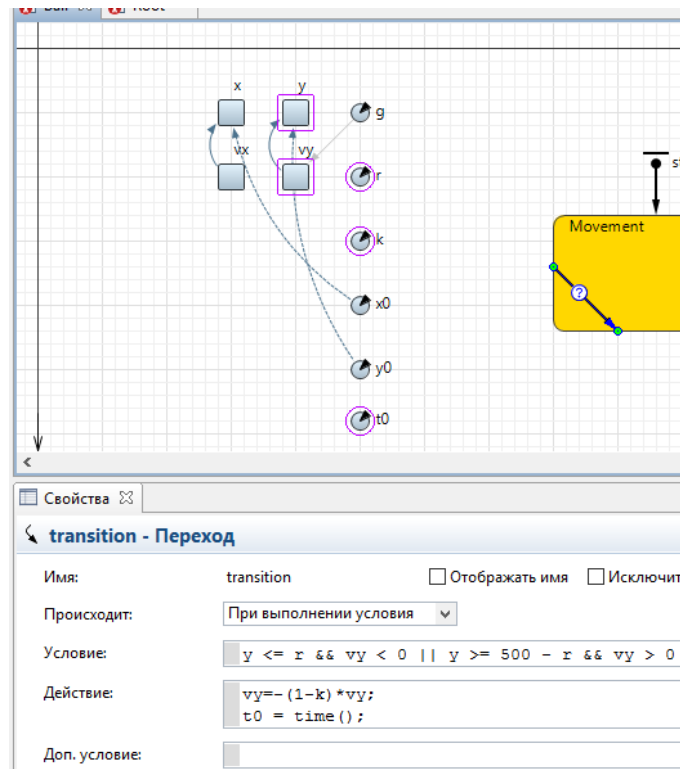 x
y
g
vx
vy
r
k
x0
y0
t0
Movement
?
Свойства
transition - Переход
Имя:
transition
Отображать имя
Происходит:
При выполнении условия
Условие:
y <= r && vy < 0 || y >= 500 - r && vy > 0
Действие:
vy=-(1-k)*vy;
t0 = time();
Доп. условие: